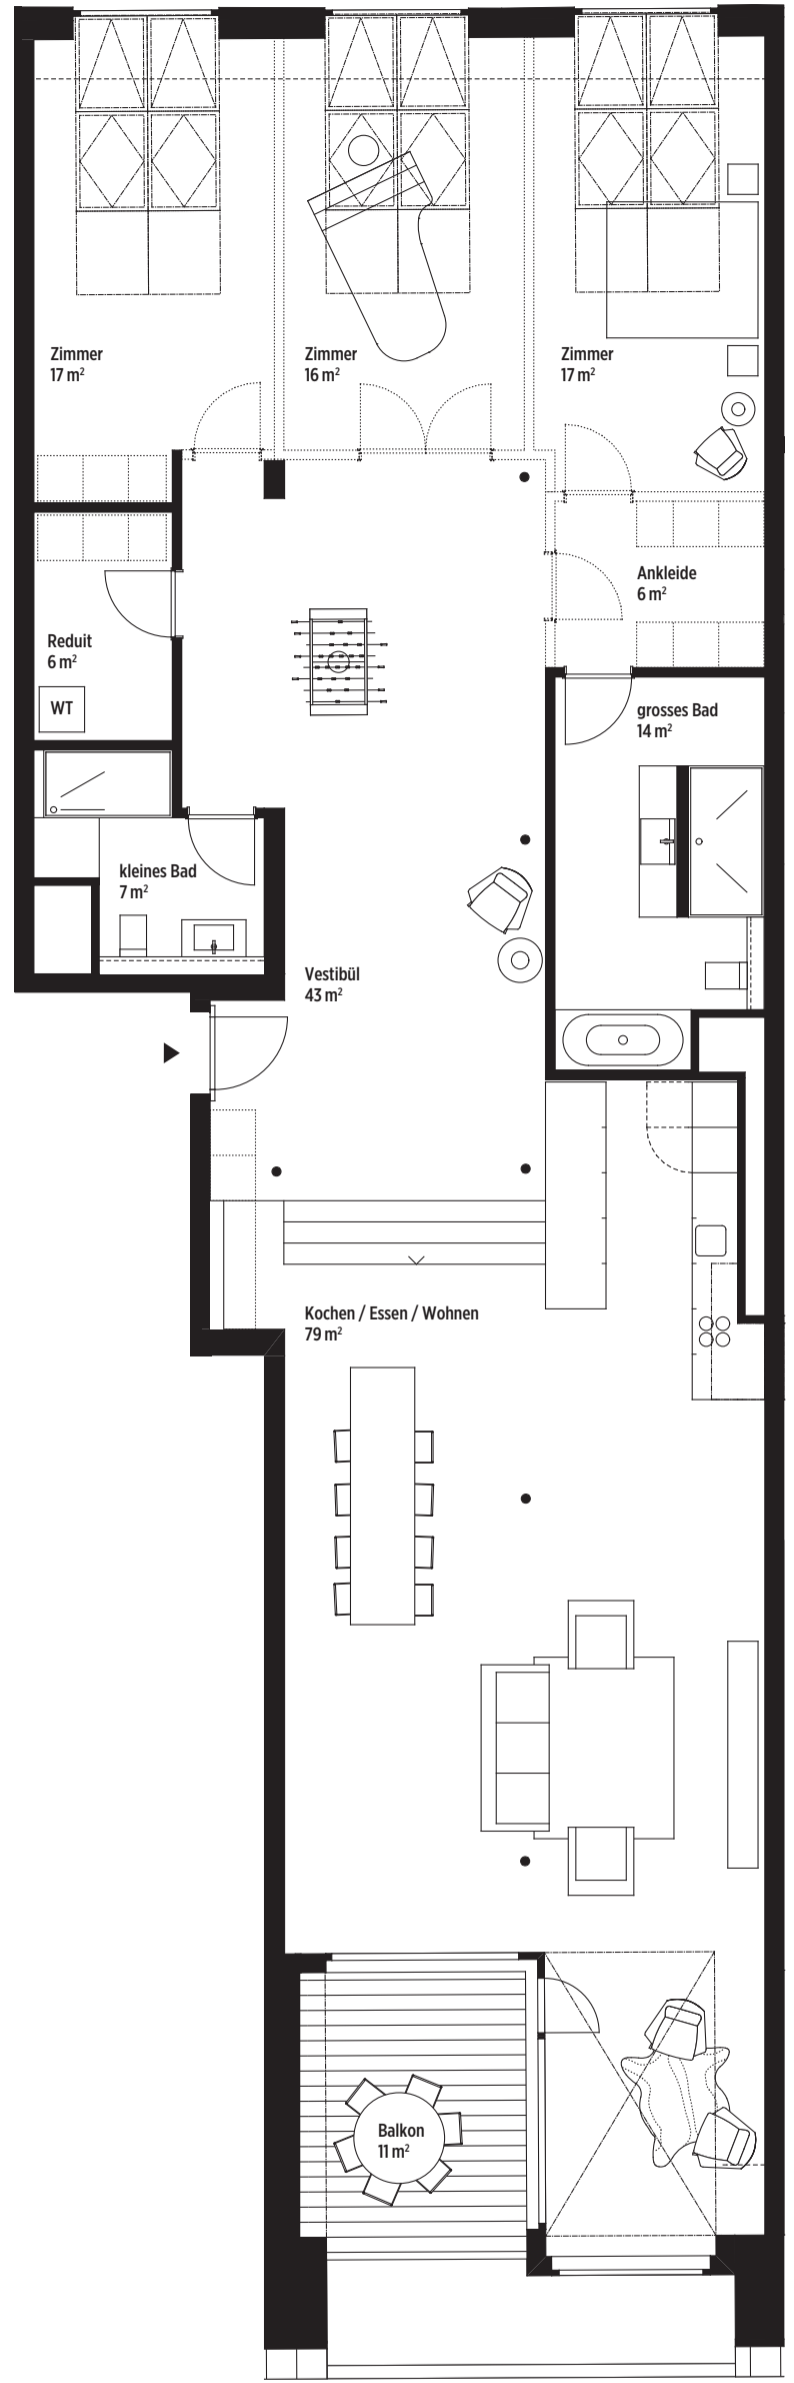 Zimmer
17 m²
Zimmer
16 m²
Zimmer
17 m²
Ankleide
6 m²
Reduit
6 m²
WT
grosses Bad
14 m²
kleines Bad
7 m²
Vestibül
43 m²
Kochen / Essen / Wohnen
79 m²
Balkon
11 m²